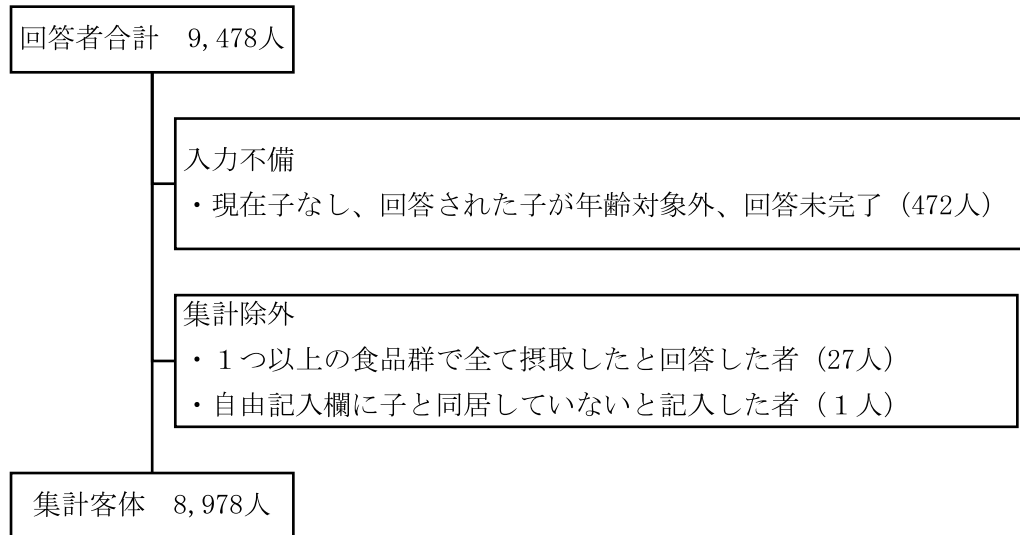 回答者合計　9,478人
入力不備
・現在子なし、回答された子が年齢対象外、回答未完了（472人）
集計除外
・１つ以上の食品群で全て摂取したと回答した者（27人）
・自由記入欄に子と同居していないと記入した者（１人）
集計客体　8,978人